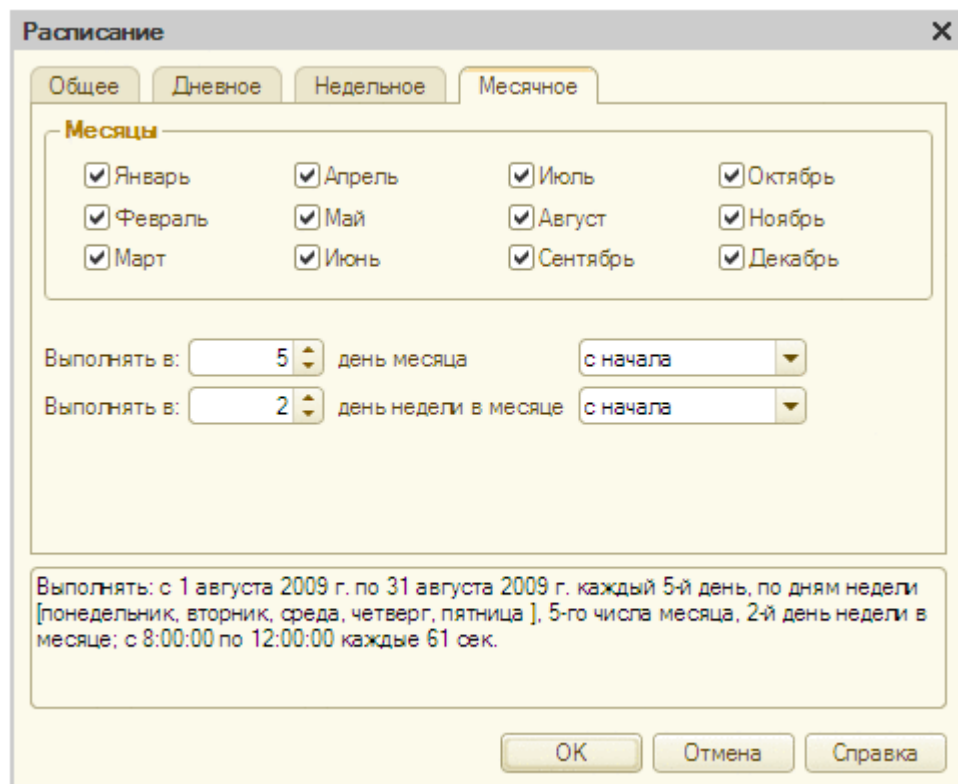 Расписание
Общее Дневное Недельное Месячное
Месяцы
Январь Апрель Июль Октябрь
Февраль Май Август Ноябрь
Март Июнь Сентябрь Декабрь
Выполнять в: 5 день месяца с начала
Выполнять в: 2 день недели в месяце с начала
Выполнять: с 1 августа 2009 г. по 31 августа 2009 г. каждый 5-й день, по дням недели
[понедельник, вторник, среда, четверг, пятница ], 5-го числа месяца, 2-й день недели в
месяце; с 8:00:00 по 12:00:00 каждые 61 сек.
OK Отмена Справка